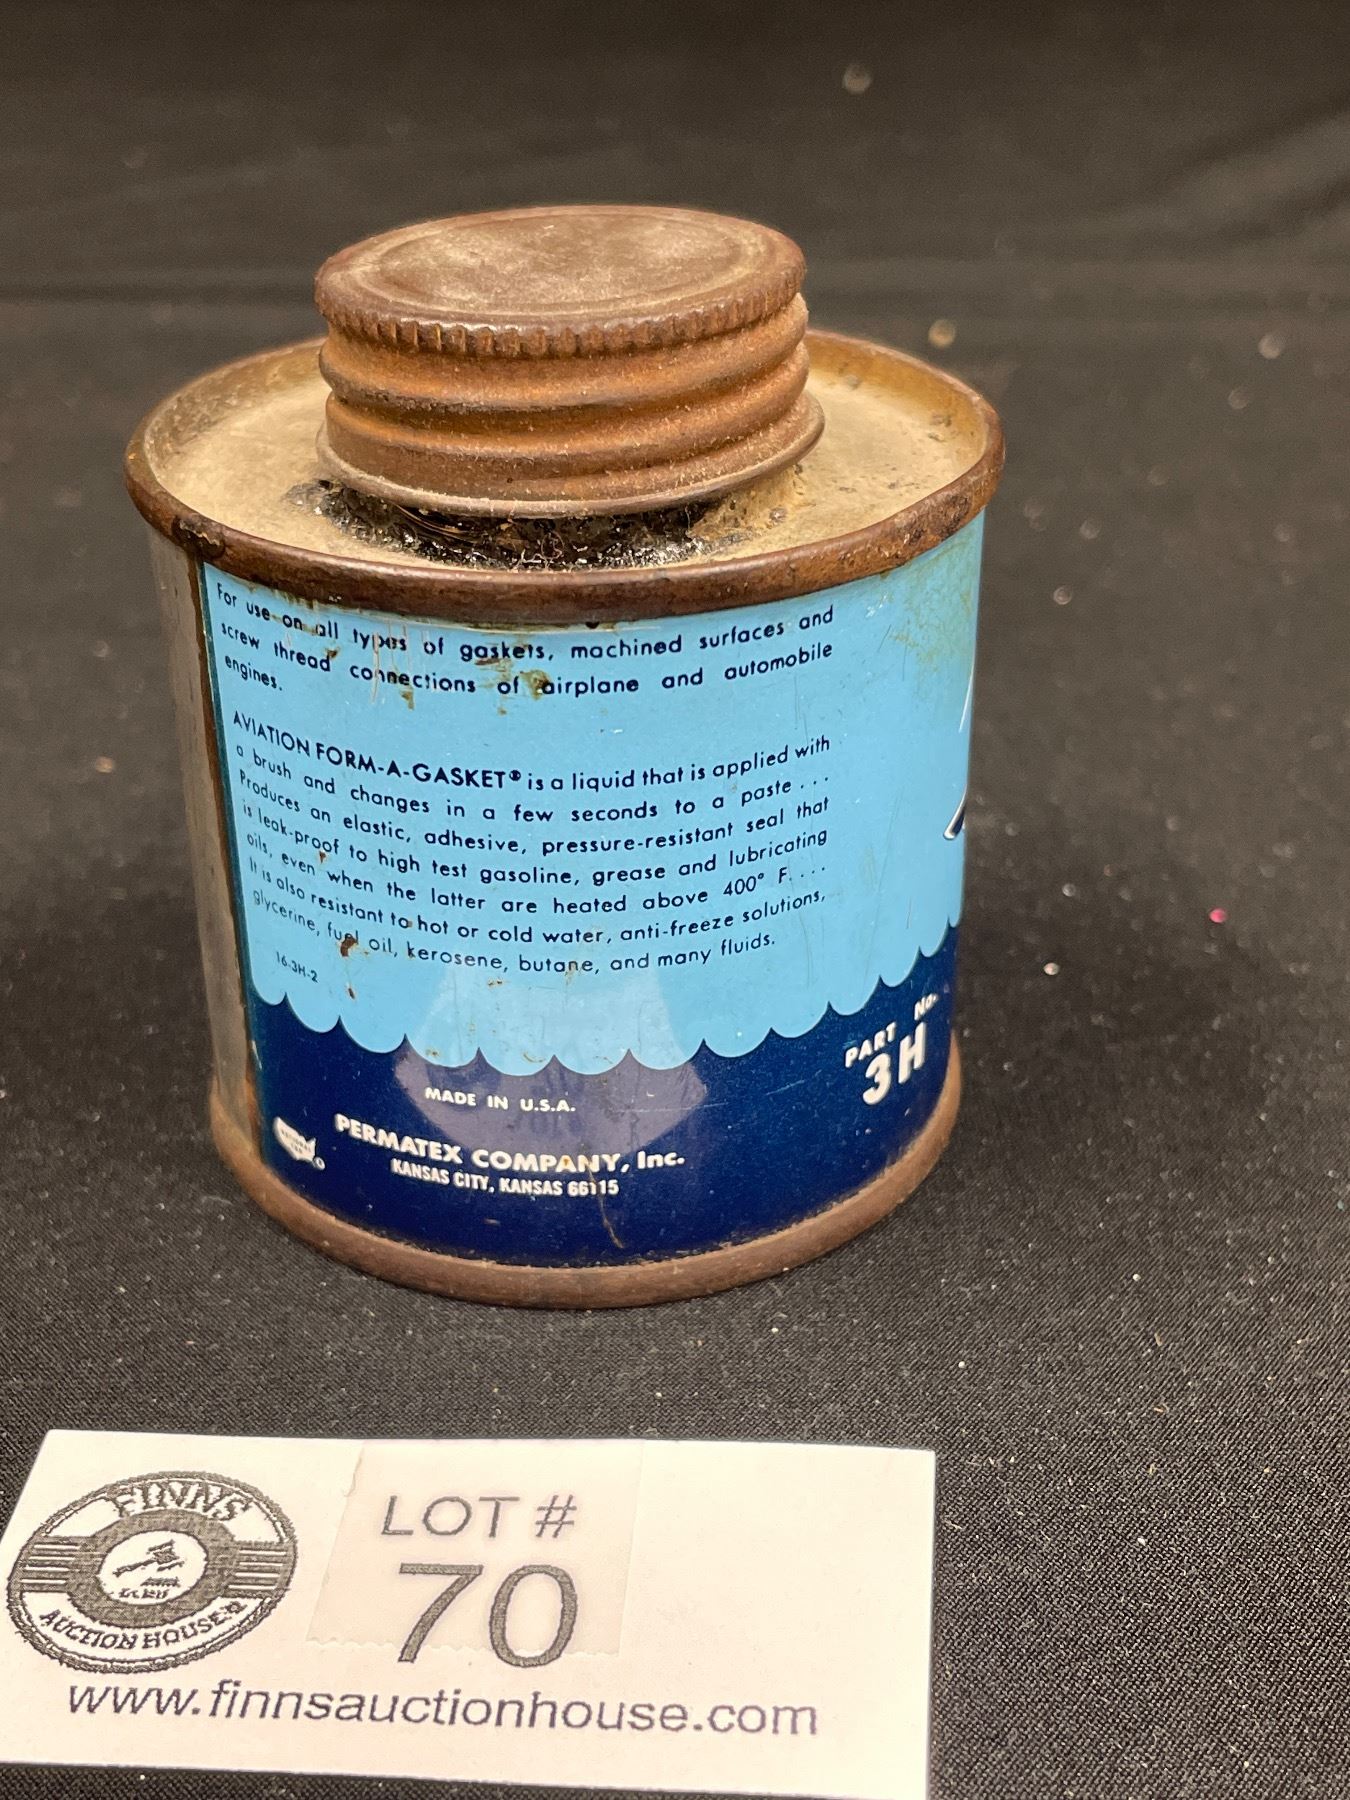 For use on all types of gaskets, machined surfaces and
screw thread connections of airplane and automobile
engines.
AVIATION FORM-A-GASKET® is a liquid that is applied with
a brush and changes in a few seconds to a paste . . .
Produces an elastic, adhesive, pressure-resistant seal that
is leak-proof to high test gasoline, grease and lubricating
oils, even when the latter are heated above 400° F. . . .
It is also resistant to hot or cold water, anti-freeze solutions,
glycerine, fuel oil, kerosene, butane, and many fluids.
16-3H-2
PART No.
3H
MADE IN U.S.A.
PERMATEX COMPANY, Inc.
KANSAS CITY, KANSAS 66115
FINNS
AUCTION HOUSE
LOT #
70
www.finnsauctionhouse.com